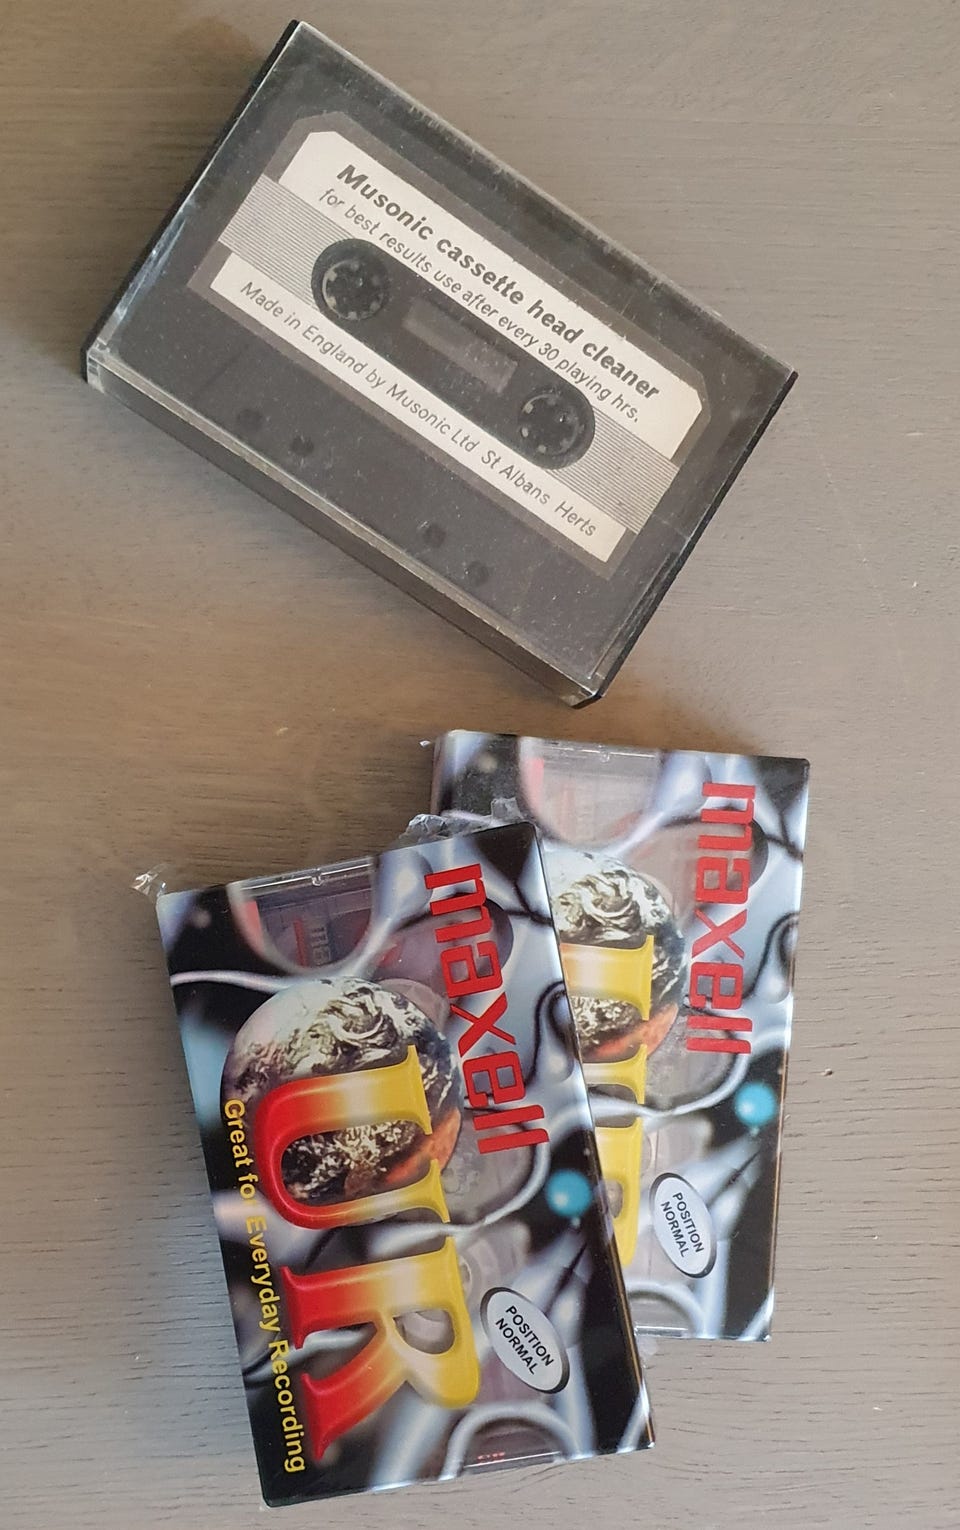 Musonic cassette head cleaner
for best results use after every 30 playing hrs.
Made in England by Musonic Ltd St Albans Herts
maxell
UR
POSITION
NORMAL
maxell
UR
Great for Everyday Recording
POSITION
NORMAL